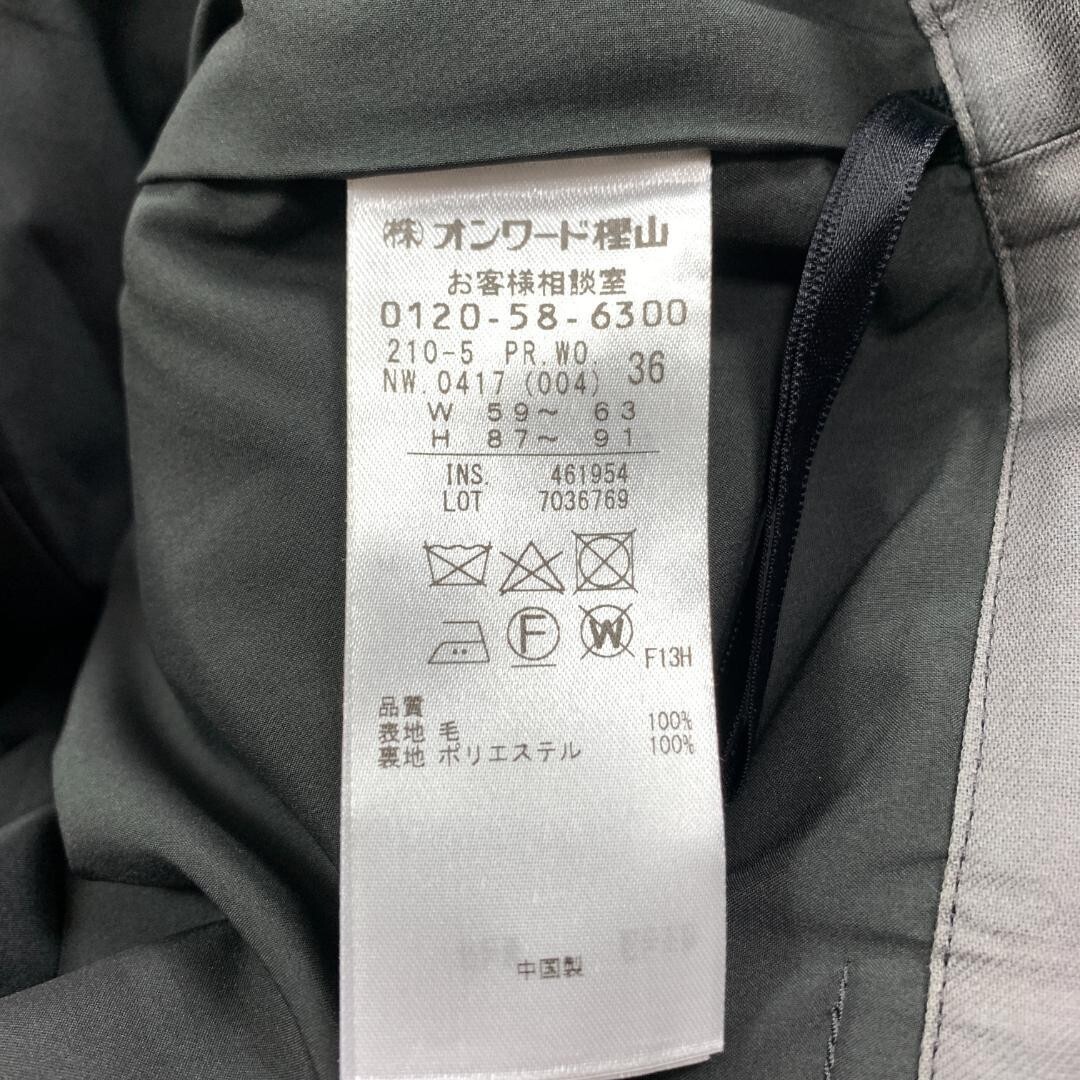 ㈱オンワード樫山
お客様相談室
0120-58-6300
210-5 PR.WO. 36
NW.0417 (004)
W 59～ 63
H 87～ 91
INS. 461954
LOT 7036769
F
W
F13H
品質
表地 毛 100%
裏地 ポリエステル 100%
中国製